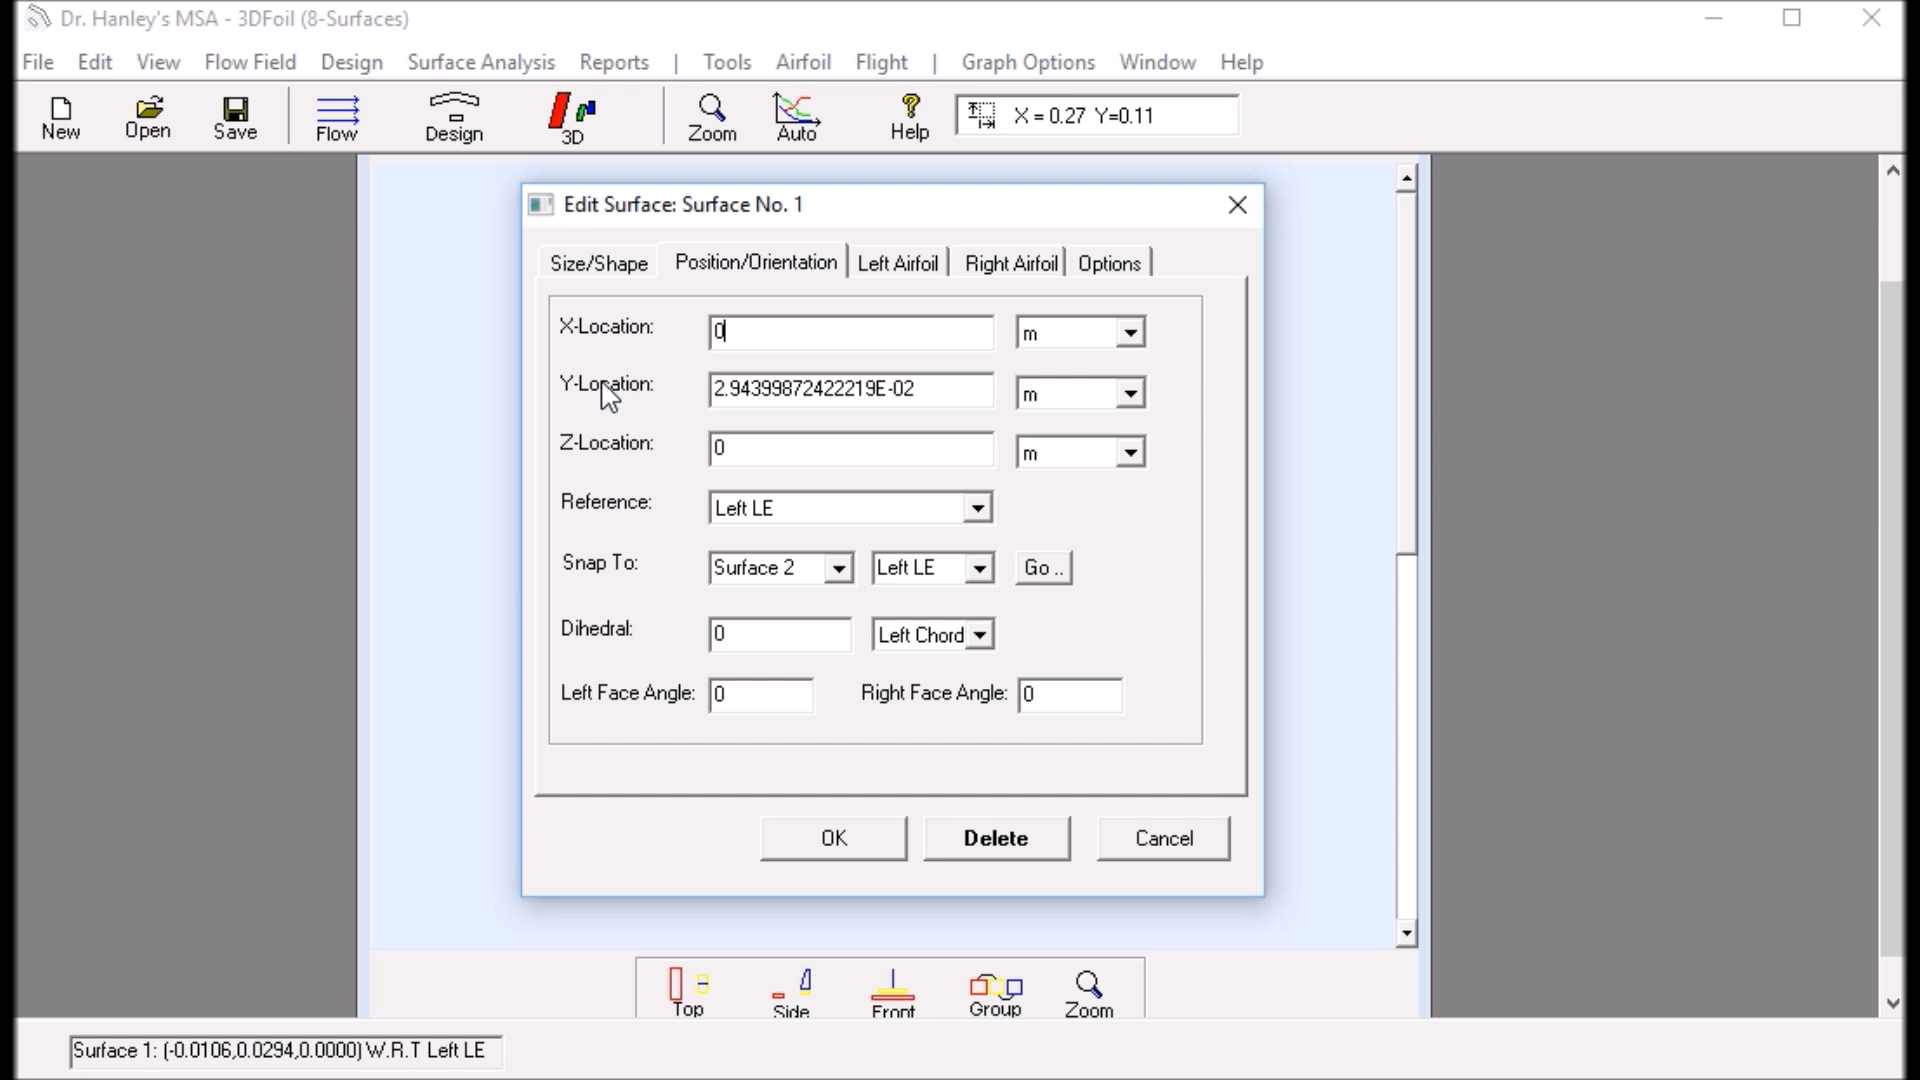 Dr. Hanley's MSA - 3DFoil (8-Surfaces)
File Edit View Flow Field Design Surface Analysis Reports | Tools Airfoil Flight | Graph Options Window Help
New Open Save Flow Design 3D Zoom Auto Help X = 0.27 Y=0.11
Edit Surface: Surface No. 1
Size/Shape Position/Orientation Left Airfoil Right Airfoil Options
X-Location: 0 m
Y-Location: 2.94399872422219E-02 m
Z-Location: 0 m
Reference: Left LE
Snap To: Surface 2 Left LE Go ..
Dihedral: 0 Left Chord
Left Face Angle: 0 Right Face Angle: 0
OK Delete Cancel
Top Side Front Group Zoom
Surface 1: (-0.0106,0.0294,0.0000) W.R.T Left LE